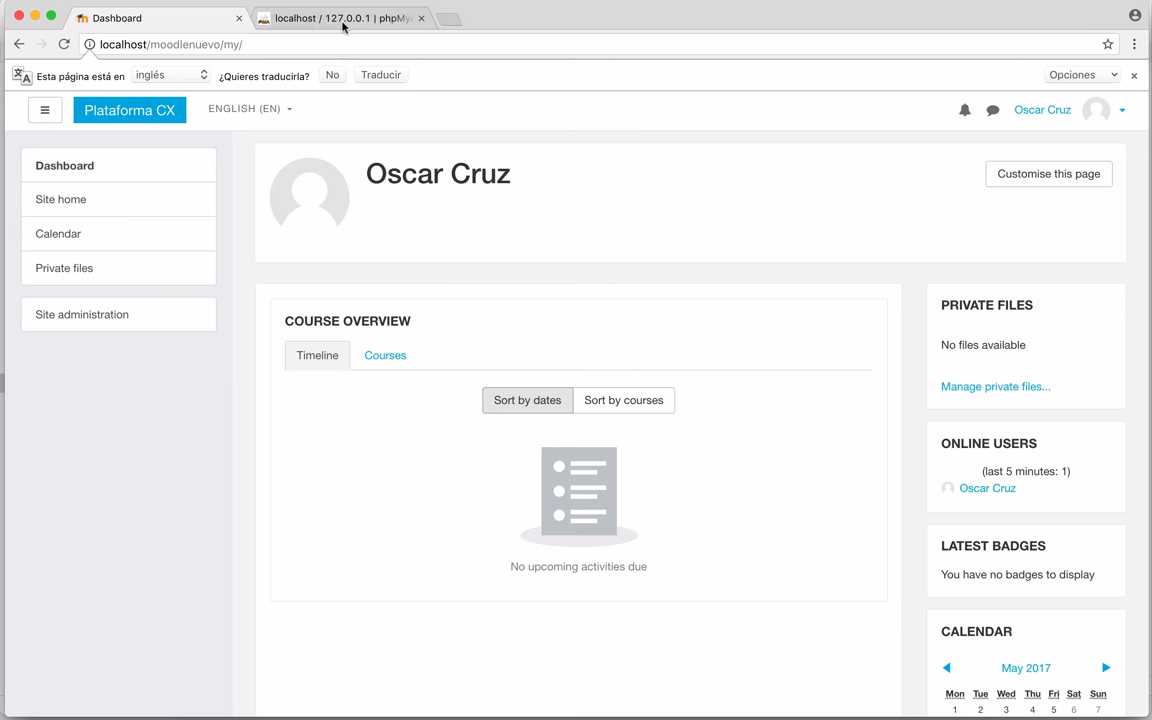 Dashboard
localhost / 127.0.0.1 | phpMy
localhost/moodlenuevo/my/
Esta página está en inglés ¿Quieres traducirla? No Traducir Opciones
Plataforma CX ENGLISH (EN) Oscar Cruz
Dashboard
Site home
Calendar
Private files
Site administration
Oscar Cruz
Customise this page
COURSE OVERVIEW
Timeline Courses
Sort by dates Sort by courses
No upcoming activities due
PRIVATE FILES
No files available
Manage private files...
ONLINE USERS
(last 5 minutes: 1)
Oscar Cruz
LATEST BADGES
You have no badges to display
CALENDAR
May 2017
Mon Tue Wed Thu Fri Sat Sun
1 2 3 4 5 6 7